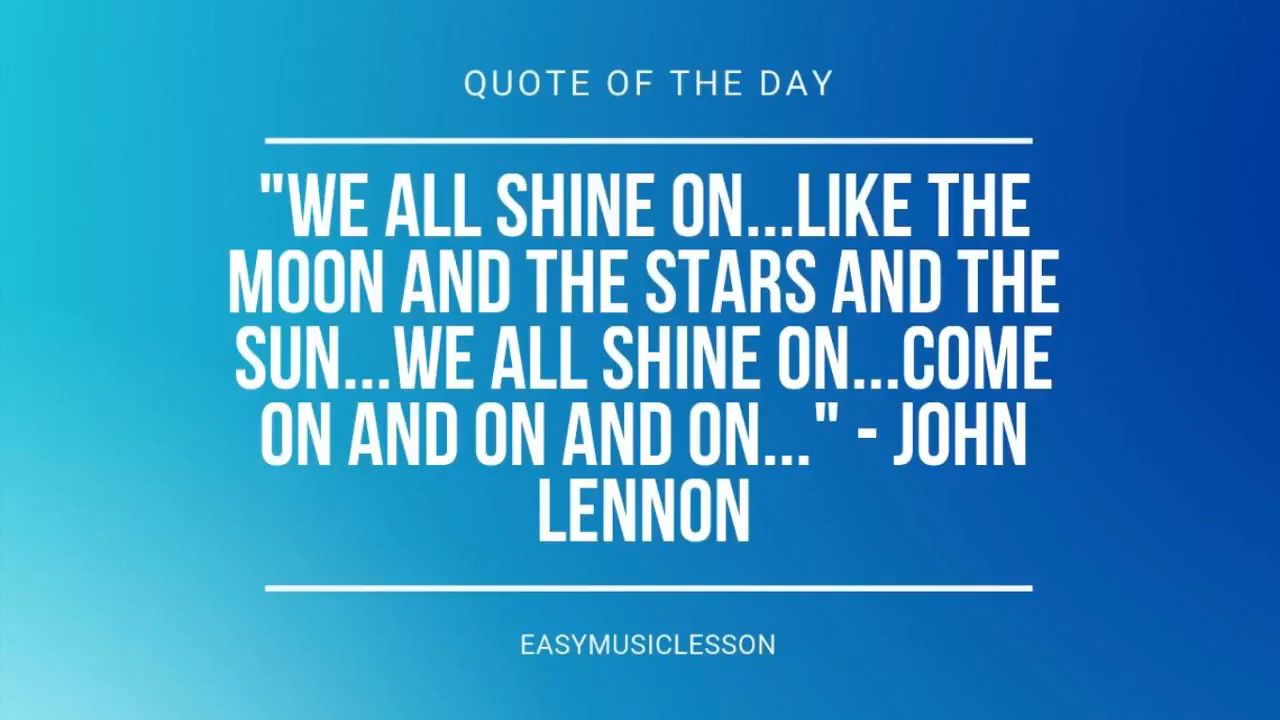 QUOTE OF THE DAY
"WE ALL SHINE ON...LIKE THE
MOON AND THE STARS AND THE
SUN...WE ALL SHINE ON...COME
ON AND ON AND ON..." - JOHN
LENNON
EASYMUSICLESSON